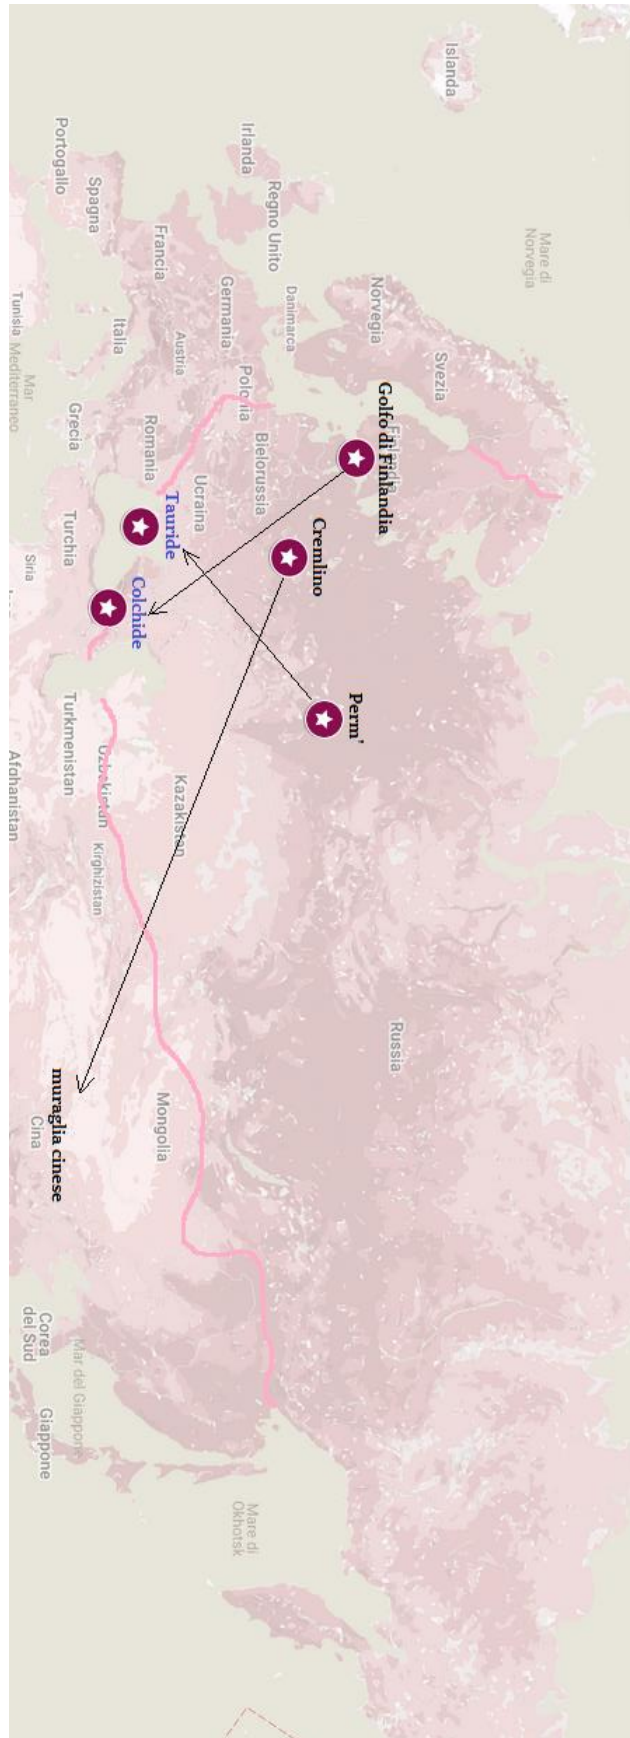 Islanda
Mare di
Norvegia
Irlanda
Regno Unito
Portogallo
Spagna
Francia
Germania
Danimarca
Norvegia
Svezia
Finlandia
Golfo di Finlandia
Tunisia
Mar
Mediterraneo
Italia
Austria
Polonia
Bielorussia
Grecia
Romania
Ucraina
Tauride
Cremlino
Turchia
Siria
Colchide
Perm'
Turkmenistan
Uzbekistan
Kazakistan
Afghanistan
Kirghizistan
Russia
muraglia cinese
Cina
Mongolia
Corea
del Sud
Mar del Giappone
Giappone
Mare di
Okhotsk